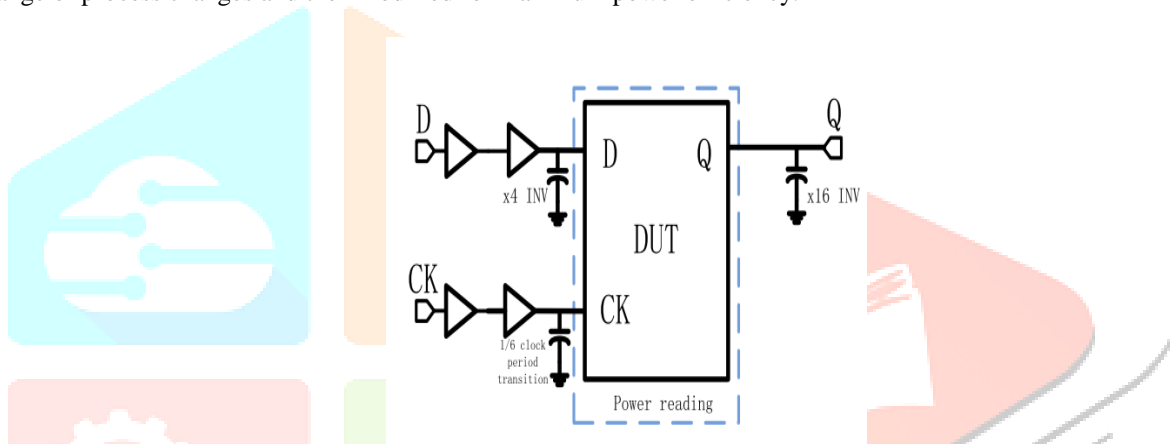 D
x4 INV
CK
1/6 clock
period
transition
D
Q
DUT
CK
Power reading
Q
x16 INV